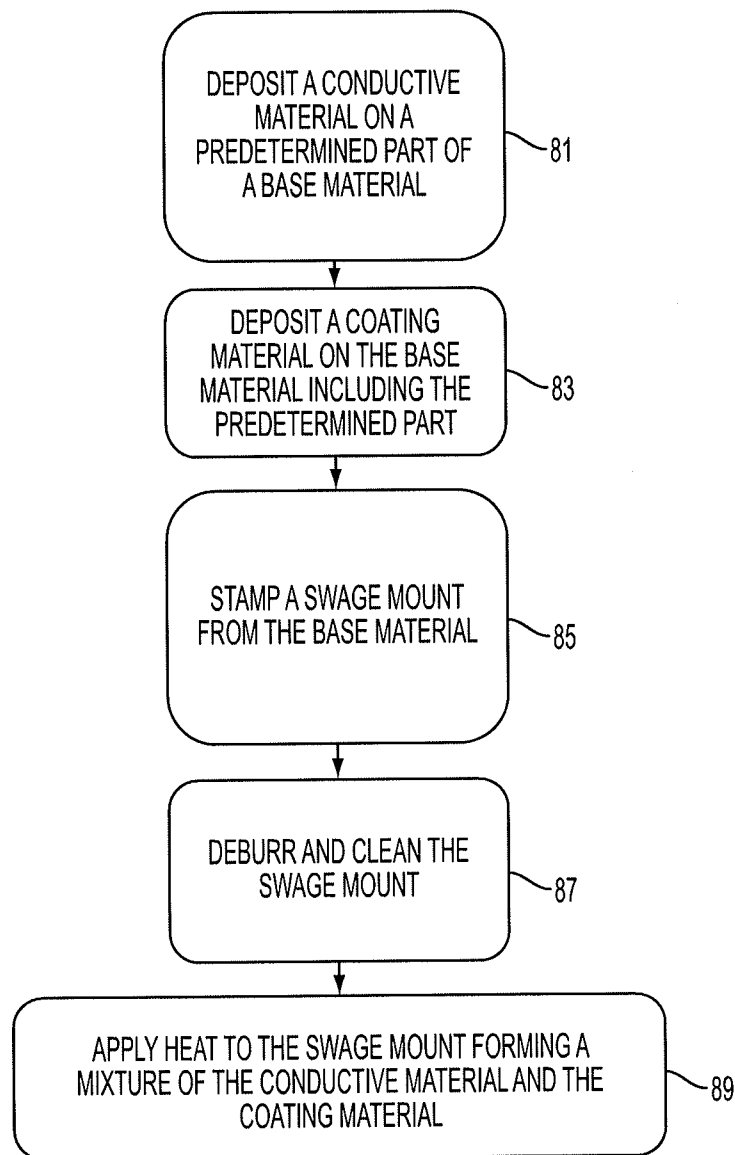 DEPOSIT A CONDUCTIVE
MATERIAL ON A
PREDETERMINED PART OF
A BASE MATERIAL
81
DEPOSIT A COATING
MATERIAL ON THE BASE
MATERIAL INCLUDING THE
PREDETERMINED PART
83
STAMP A SWAGE MOUNT
FROM THE BASE MATERIAL
85
DEBURR AND CLEAN THE
SWAGE MOUNT
87
APPLY HEAT TO THE SWAGE MOUNT FORMING A
MIXTURE OF THE CONDUCTIVE MATERIAL AND THE
COATING MATERIAL
89